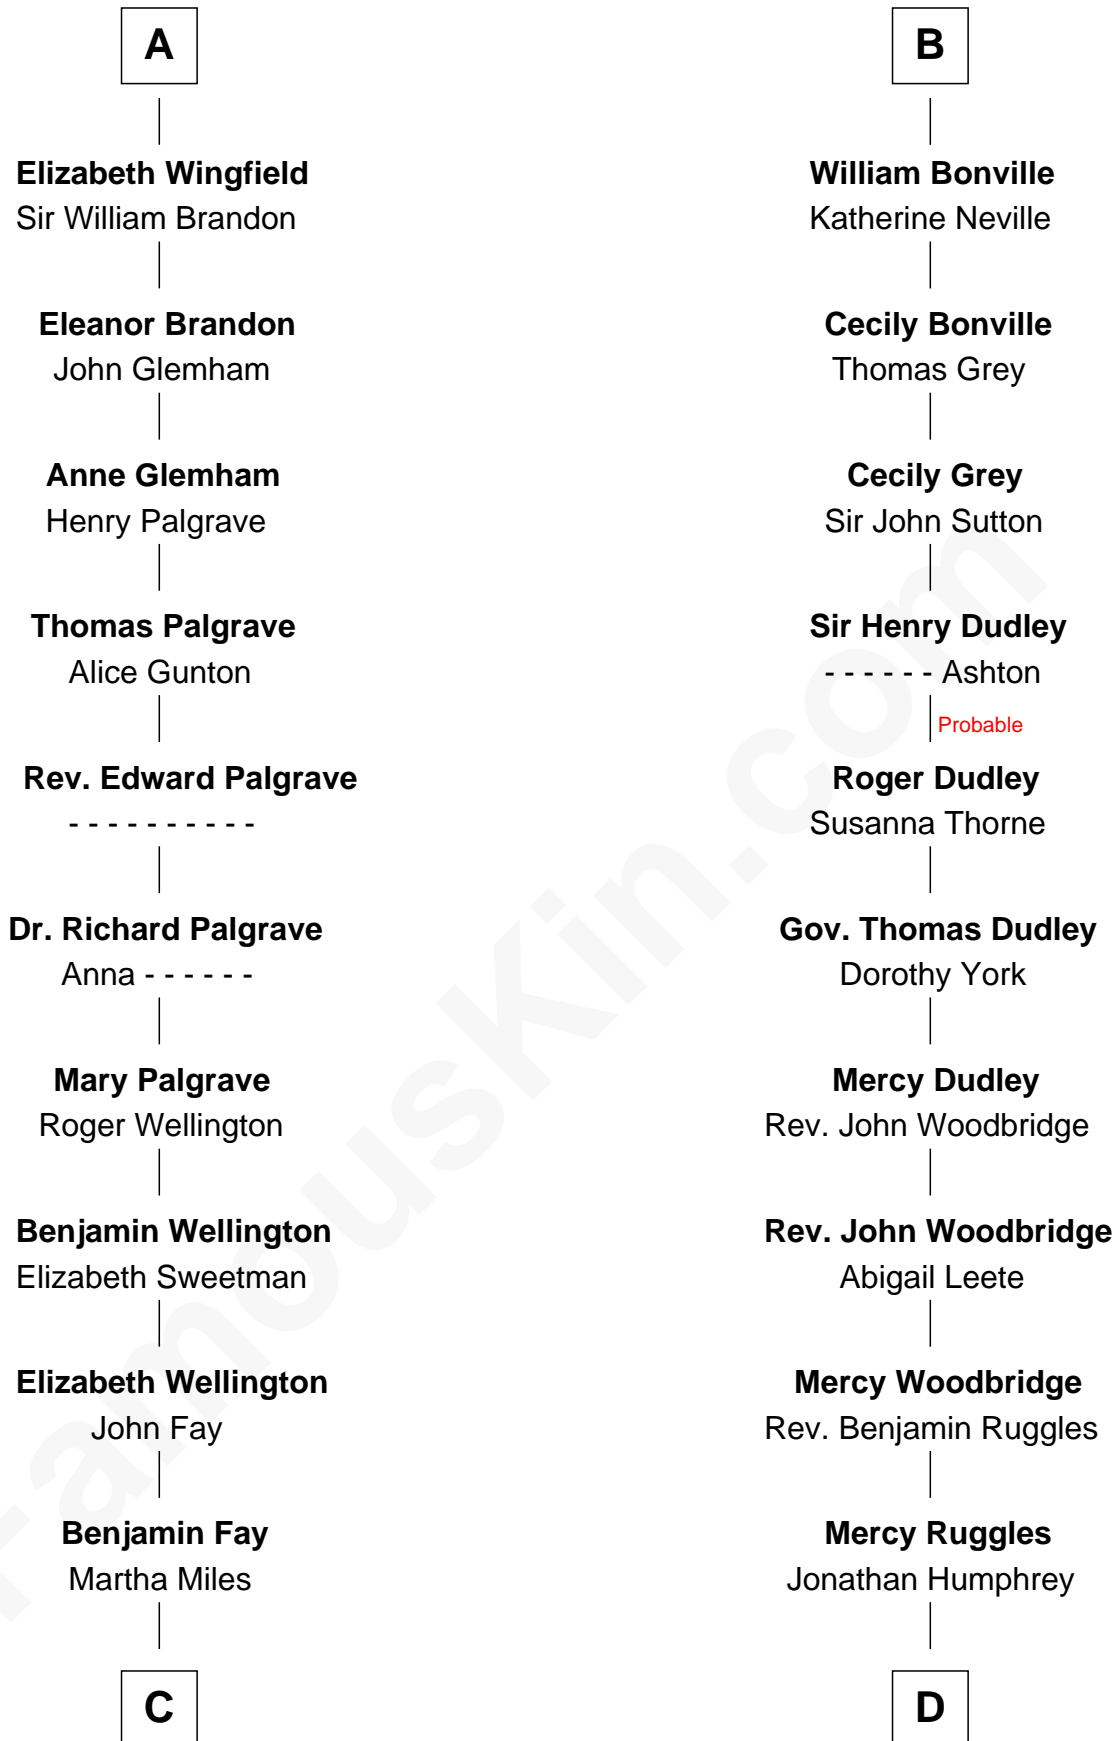 A
Elizabeth Wingfield
Sir William Brandon
Eleanor Brandon
John Glemham
Anne Glemham
Henry Palgrave
Thomas Palgrave
Alice Gunton
Rev. Edward Palgrave
- - - - - - - - - -
Dr. Richard Palgrave
Anna - - - - - -
Mary Palgrave
Roger Wellington
Benjamin Wellington
Elizabeth Sweetman
Elizabeth Wellington
John Fay
Benjamin Fay
Martha Miles
C
B
William Bonville
Katherine Neville
Cecily Bonville
Thomas Grey
Cecily Grey
Sir John Sutton
Sir Henry Dudley
- - - - - - Ashton
Probable
Roger Dudley
Susanna Thorne
Gov. Thomas Dudley
Dorothy York
Mercy Dudley
Rev. John Woodbridge
Rev. John Woodbridge
Abigail Leete
Mercy Woodbridge
Rev. Benjamin Ruggles
Mercy Ruggles
Jonathan Humphrey
D
FamousKin.com